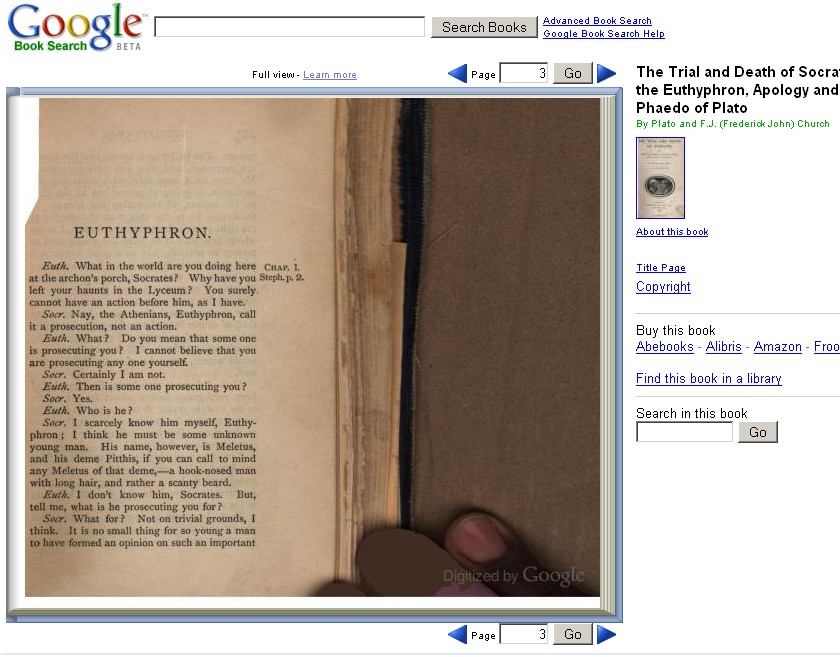 Google™
Book Search BETA
Search Books
Advanced Book Search
Google Book Search Help
Full view - Learn more
Page 3 Go
EUTHYPHRON.
Euth. What in the world are you doing here
at the archon's porch, Socrates? Why have you
left your haunts in the Lyceum? You surely
cannot have an action before him, as I have.
CHAP. I.
Steph. p. 2.
Socr. Nay, the Athenians, Euthyphron, call
it a prosecution, not an action.
Euth. What? Do you mean that some one
is prosecuting you? I cannot believe that you
are prosecuting any one yourself.
Socr. Certainly I am not.
Euth. Then is some one prosecuting you?
Socr. Yes.
Euth. Who is he?
Socr. I scarcely know him myself, Euthy-
phron; I think he must be some unknown
young man. His name, however, is Meletus,
and his deme Pitthis, if you can call to mind
any Meletus of that deme,—a hook-nosed man
with long hair, and rather a scanty beard.
Euth. I don't know him, Socrates. But,
tell me, what is he prosecuting you for?
Socr. What for? Not on trivial grounds, I
think. It is no small thing for so young a man
to have formed an opinion on such an important
Digitized by Google
Page 3 Go
The Trial and Death of Socra
the Euthyphron, Apology and
Phaedo of Plato
By Plato and F.J. (Frederick John) Church
About this book
Title Page
Copyright
Buy this book
Abebooks - Alibris - Amazon - Froo
Find this book in a library
Search in this book
Go